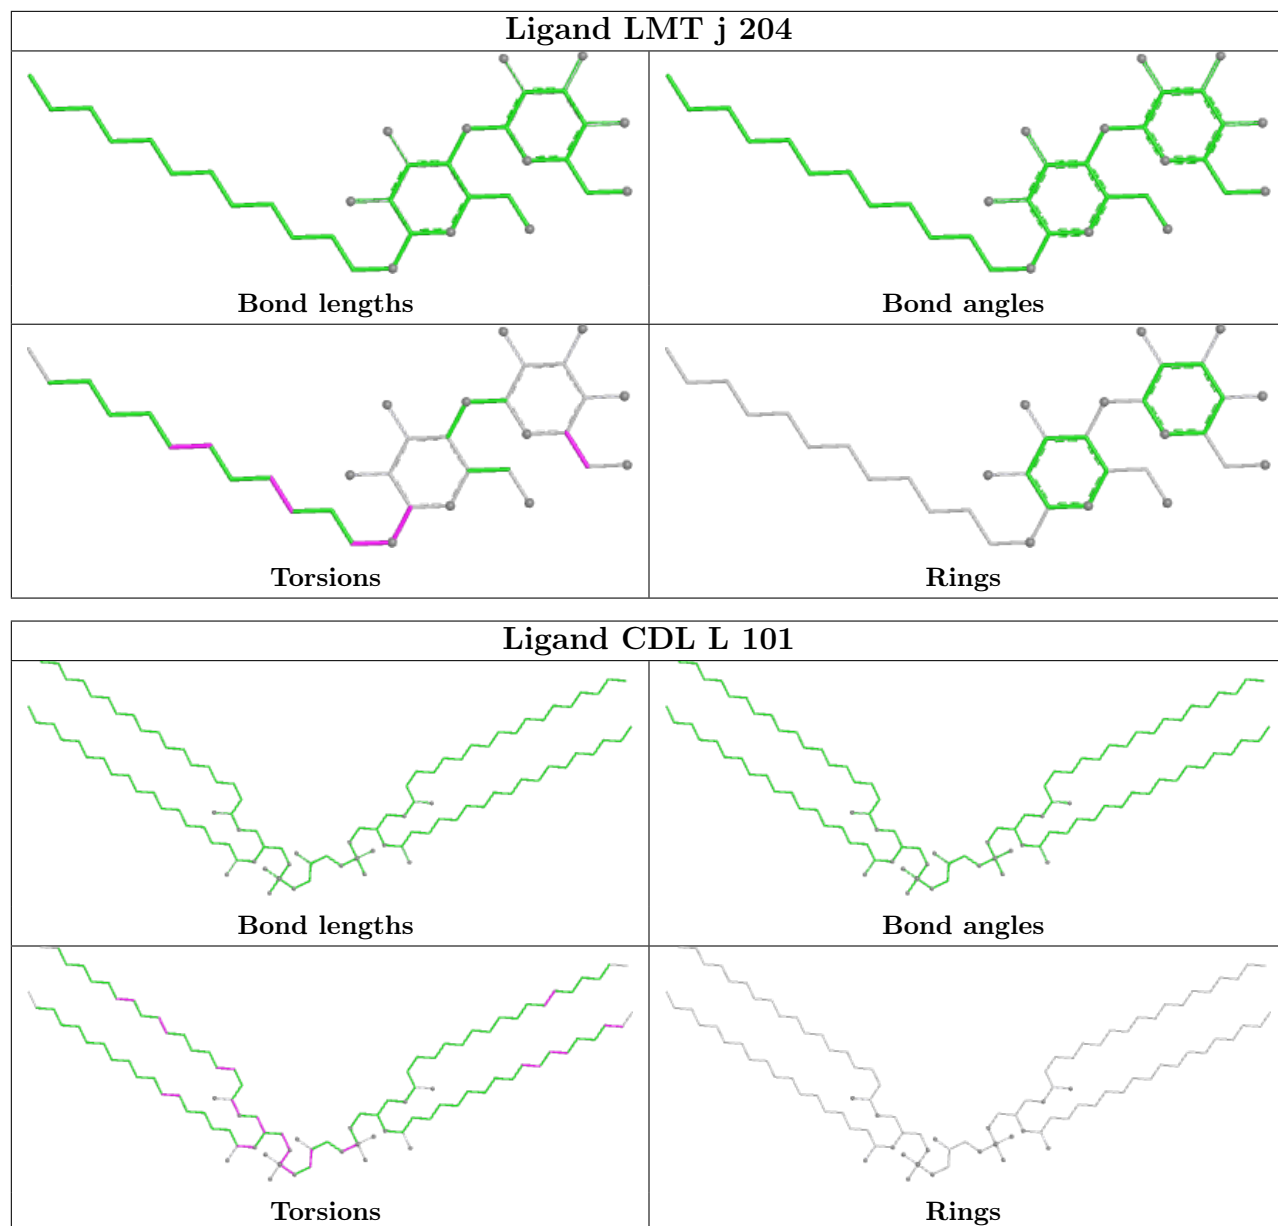 Ligand LMT j 204
Bond lengths
Bond angles
Torsions
Rings
Ligand CDL L 101
Bond lengths
Bond angles
Torsions
Rings